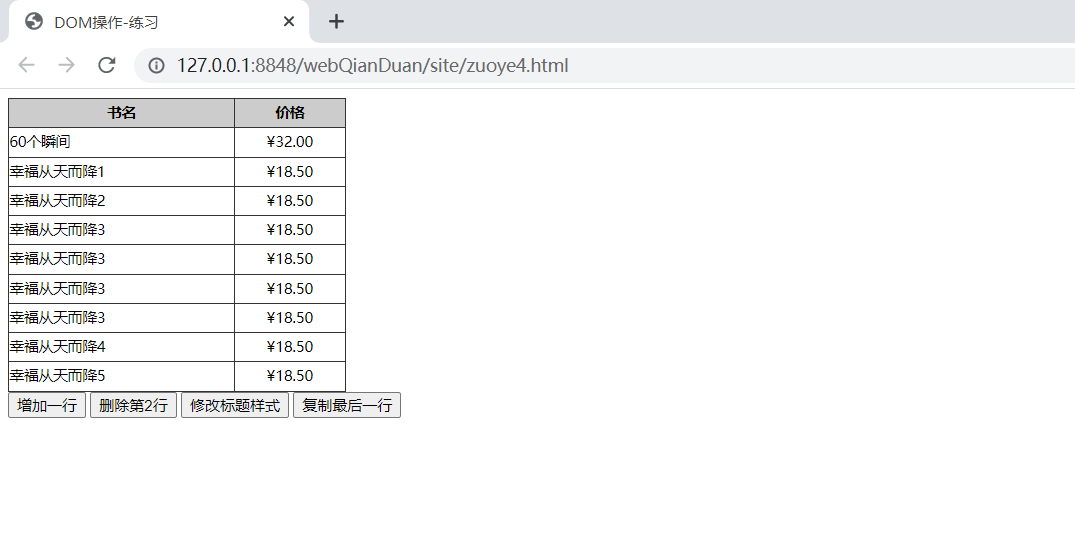 DOM操作-练习
127.0.0.1:8848/webQianDuan/site/zuoye4.html
书名 价格
60个瞬间 ¥32.00
幸福从天而降1 ¥18.50
幸福从天而降2 ¥18.50
幸福从天而降3 ¥18.50
幸福从天而降3 ¥18.50
幸福从天而降3 ¥18.50
幸福从天而降3 ¥18.50
幸福从天而降4 ¥18.50
幸福从天而降5 ¥18.50
增加一行 删除第2行 修改标题样式 复制最后一行